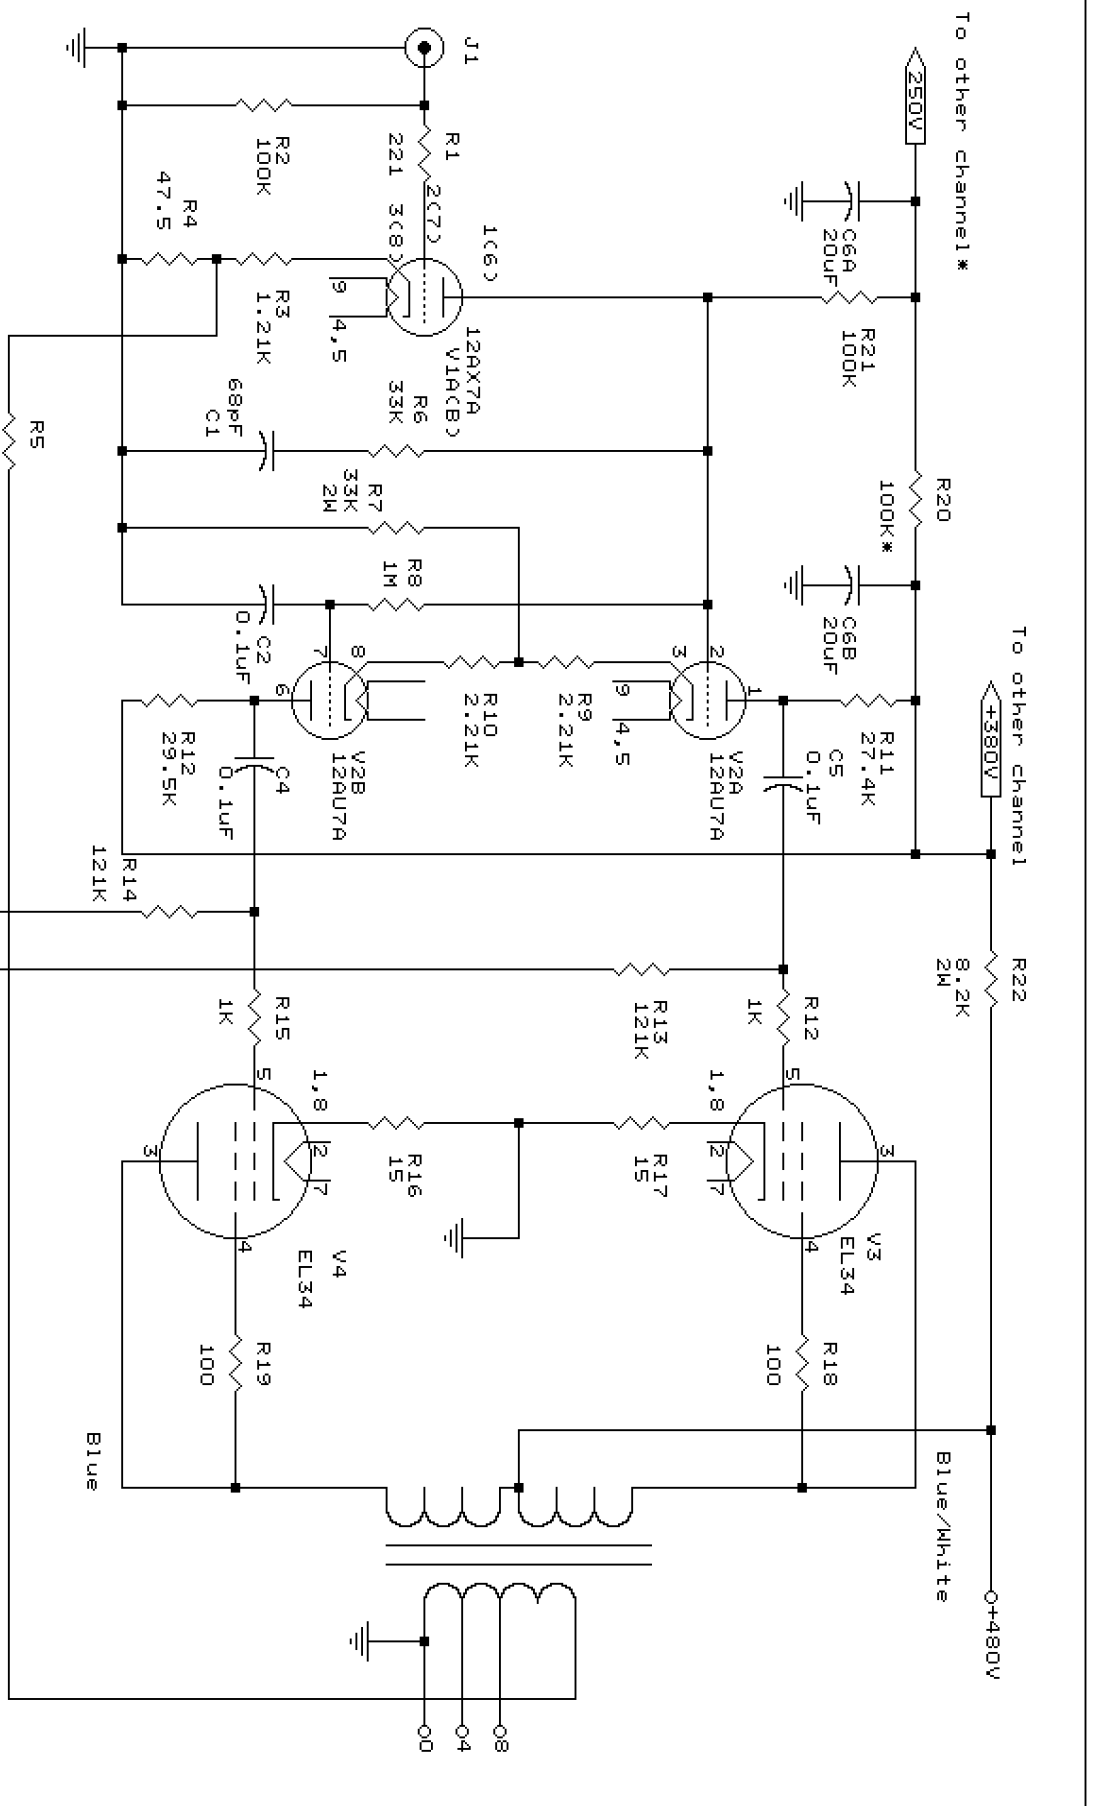 To other channel*
250V
To other channel
+380V
J1
R1
221
R2
100K
R4
47.5
R3
1.21K
2(7)
3(8)
1(6)
9
4,5
12AX7A
V1A(B)
C6A
20uF
R21
100K
R20
100K*
C6B
20uF
R5
68pF
C1
R6
33K
R7
33K
2W
R8
1M
C2
0.1uF
7
8
6
R10
2.21K
R9
2.21K
3
2
1
9
4,5
V2B
12AU7A
V2A
12AU7A
R11
27.4K
C5
0.1uF
R12
29.5K
C4
0.1uF
R14
121K
R22
8.2K
2W
R15
1K
R13
121K
R12
1K
5
1,8
2
7
3
4
R16
15
R17
15
5
1,8
2
7
3
4
V4
EL34
V3
EL34
R19
100
R18
100
Blue
Blue/White
+480V
0
4
8